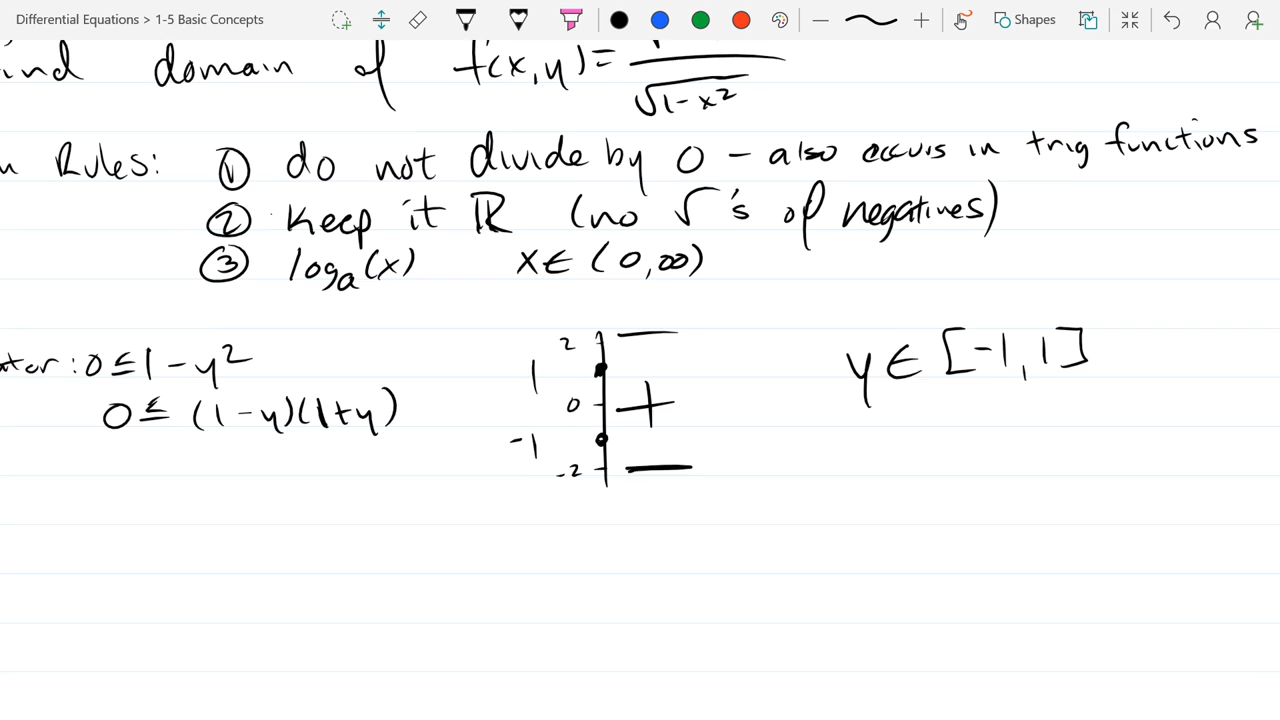 Differential Equations > 1-5 Basic Concepts
Shapes
domain of f(x,y)=
√1-x²
Rules: ① do not divide by 0 - also occurs in trig functions
② keep it ℝ (no √'s of negatives)
③ logₐ(x) x∈(0,∞)
: 0≤1-y²
0≤(1-y)(1+y)
2
1
0
-1
-2
+
y∈[-1,1]